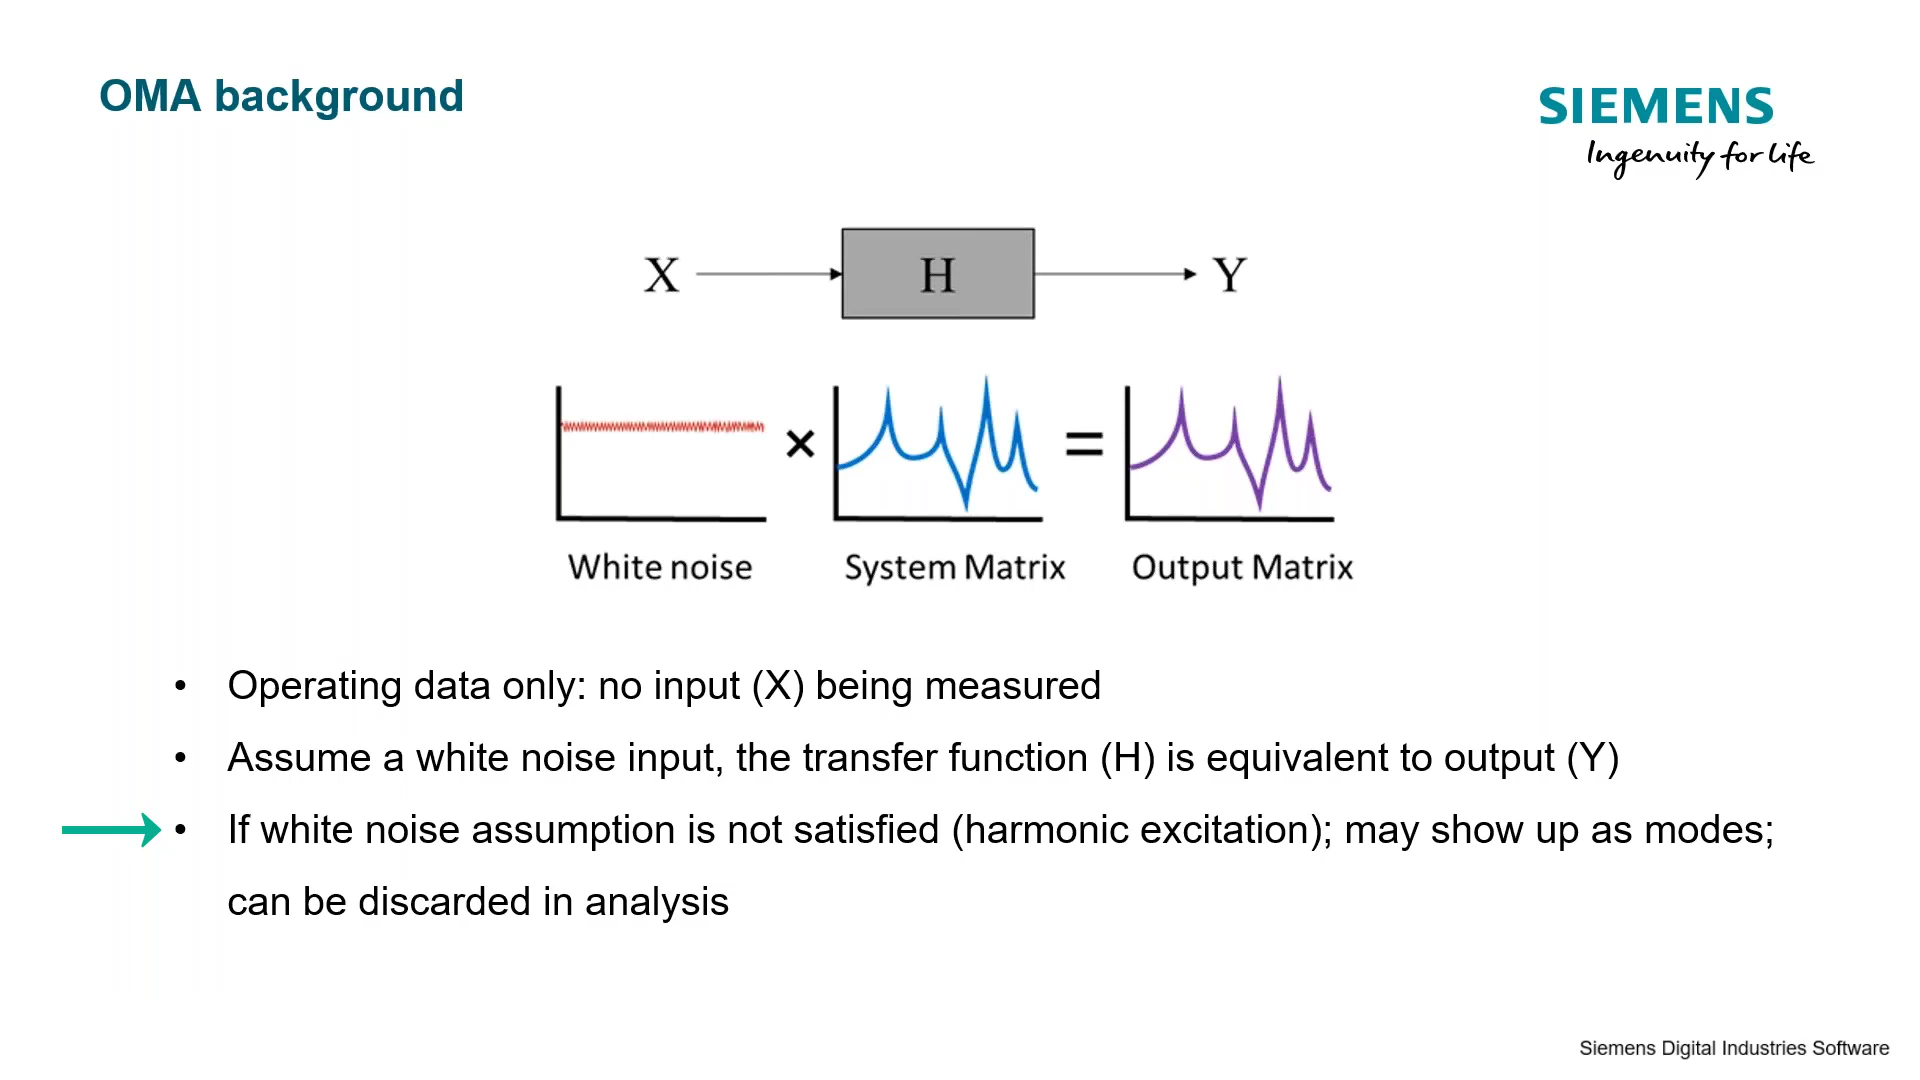 OMA background
SIEMENS
Ingenuity for life
X
H
Y
×
=
White noise
System Matrix
Output Matrix
• Operating data only: no input (X) being measured
• Assume a white noise input, the transfer function (H) is equivalent to output (Y)
• If white noise assumption is not satisfied (harmonic excitation); may show up as modes;
can be discarded in analysis
Siemens Digital Industries Software